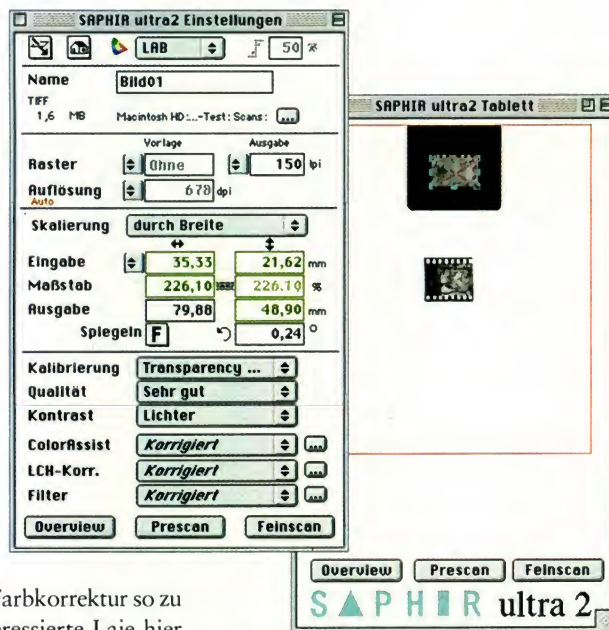 SAPHIR ultra2 Einstellungen
LAB 50 %
Name Bild01
TIFF
1,6 MB Macintosh HD:...-Test: Scans: ...
Vorlage Ausgabe
Raster Ohne 150 lpi
Auflösung 678 dpi
Auto
Skalierung durch Breite
Eingabe 35,33 21,62 mm
Maßstab 226,10 226,10 %
Ausgabe 79,88 48,90 mm
Spiegeln F 0,24 °
Kalibrierung Transparency ...
Qualität Sehr gut
Kontrast Lichter
ColorAssist Korrigiert ...
LCH-Korr. Korrigiert ...
Filter Korrigiert ...
Overview Prescan Feinscan
SAPHIR ultra2 Tablett
Overview Prescan Feinscan
SAPHIR ultra 2
Farbkorrektur so zu